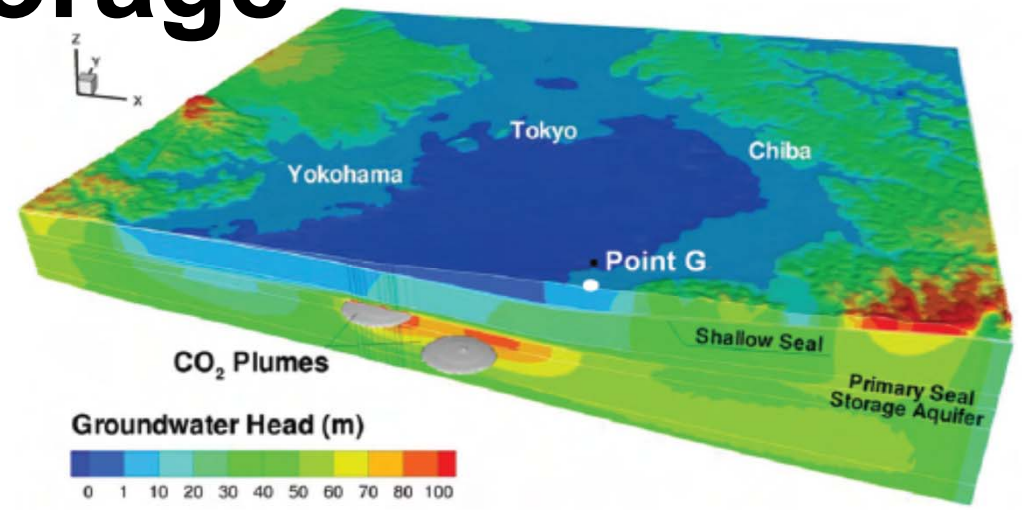 Z
Y
X
Tokyo
Yokohama
Chiba
Point G
Shallow Seal
CO₂ Plumes
Primary Seal
Storage Aquifer
Groundwater Head (m)
0 1 10 20 30 40 50 60 70 80 100